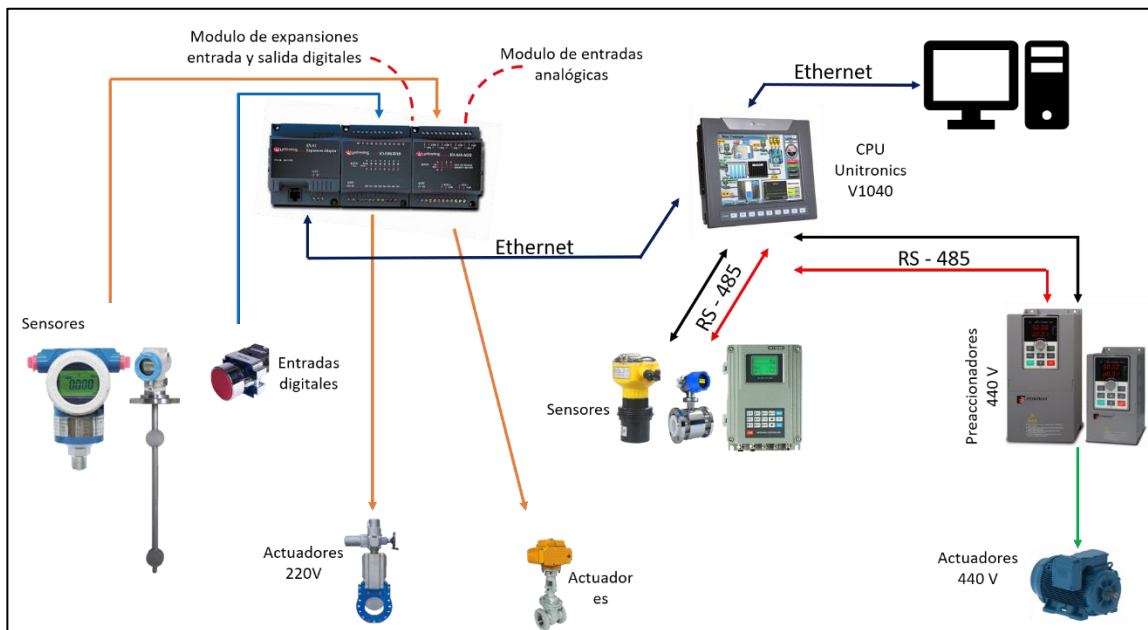 Modulo de expansiones
entrada y salida digitales
Modulo de entradas
analógicas
Ethernet
CPU
Unitronics
V1040
Ethernet
RS - 485
RS - 485
Sensores
Entradas
digitales
Sensores
Preaccionadores
440 V
Actuadores
220V
Actuador
es
Actuadores
440 V